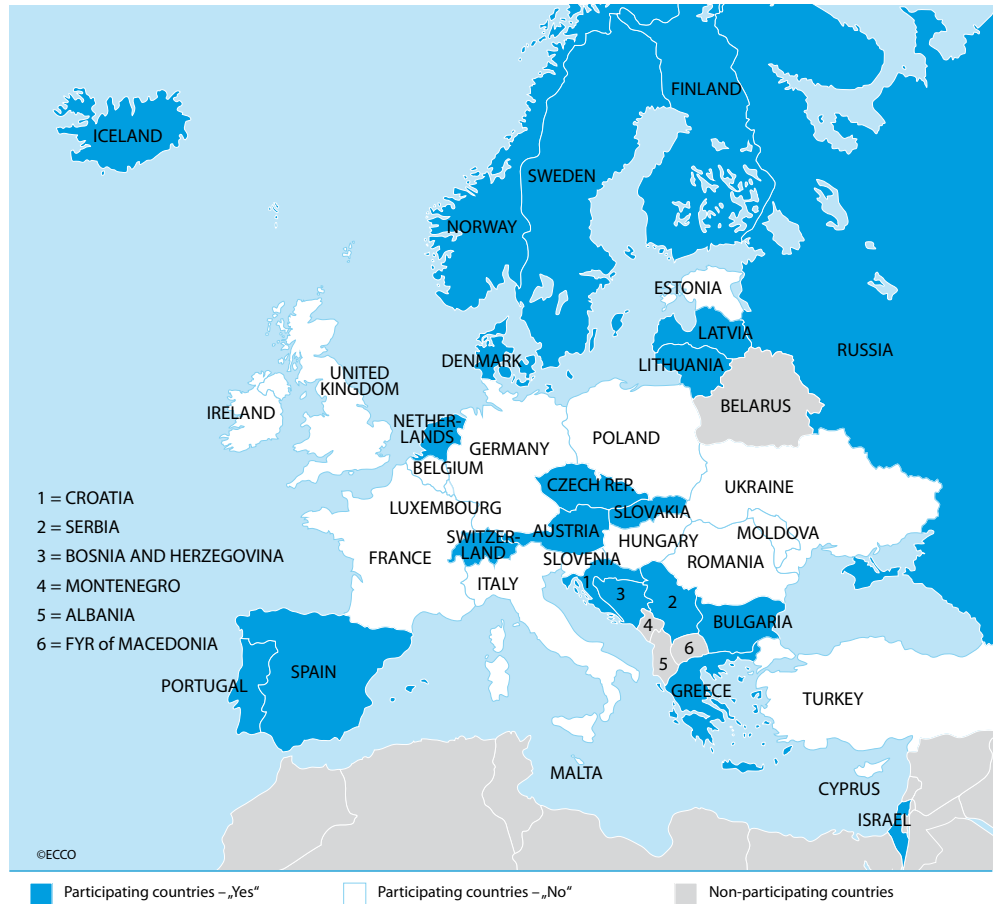 ICELAND
FINLAND
SWEDEN
NORWAY
ESTONIA
LATVIA
RUSSIA
DENMARK
LITHUANIA
UNITED
KINGDOM
BELARUS
IRELAND
NETHER-
LANDS
POLAND
GERMANY
BELGIUM
CZECH REP.
UKRAINE
1 = CROATIA
LUXEMBOURG
SLOVAKIA
2 = SERBIA
AUSTRIA
MOLDOVA
SWITZER-
LAND
HUNGARY
3 = BOSNIA AND HERZEGOVINA
FRANCE
SLOVENIA
ROMANIA
4 = MONTENEGRO
ITALY
1
3
2
5 = ALBANIA
BULGARIA
4
6 = FYR of MACEDONIA
6
5
SPAIN
PORTUGAL
GREECE
TURKEY
MALTA
CYPRUS
ISRAEL
©ECCO
Participating countries – „Yes“
Participating countries – „No“
Non-participating countries